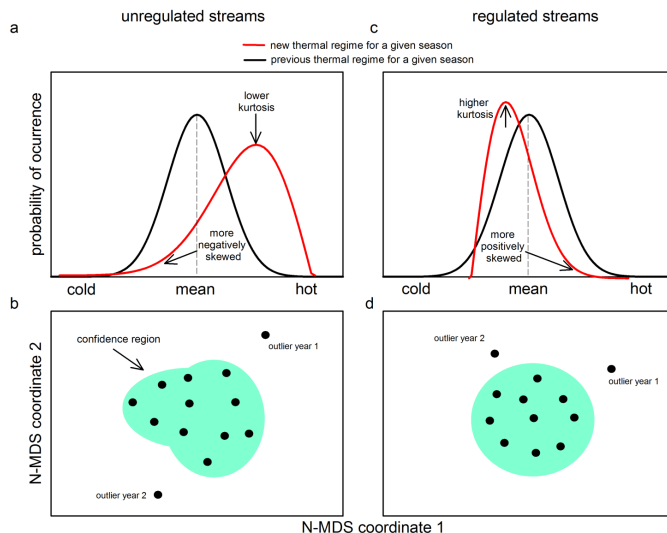 unregulated streams
regulated streams
a
c
new thermal regime for a given season
previous thermal regime for a given season
probability of ocurrence
lower
kurtosis
more
negatively
skewed
cold
mean
hot
higher
kurtosis
more
positively
skewed
cold
mean
hot
b
d
N-MDS coordinate 2
confidence region
outlier year 1
outlier year 2
outlier year 2
outlier year 1
N-MDS coordinate 1